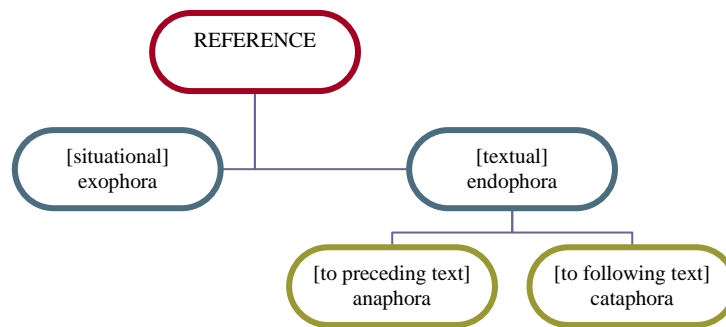 REFERENCE
[situational]
exophora
[textual]
endophora
[to preceding text]
anaphora
[to following text]
cataphora